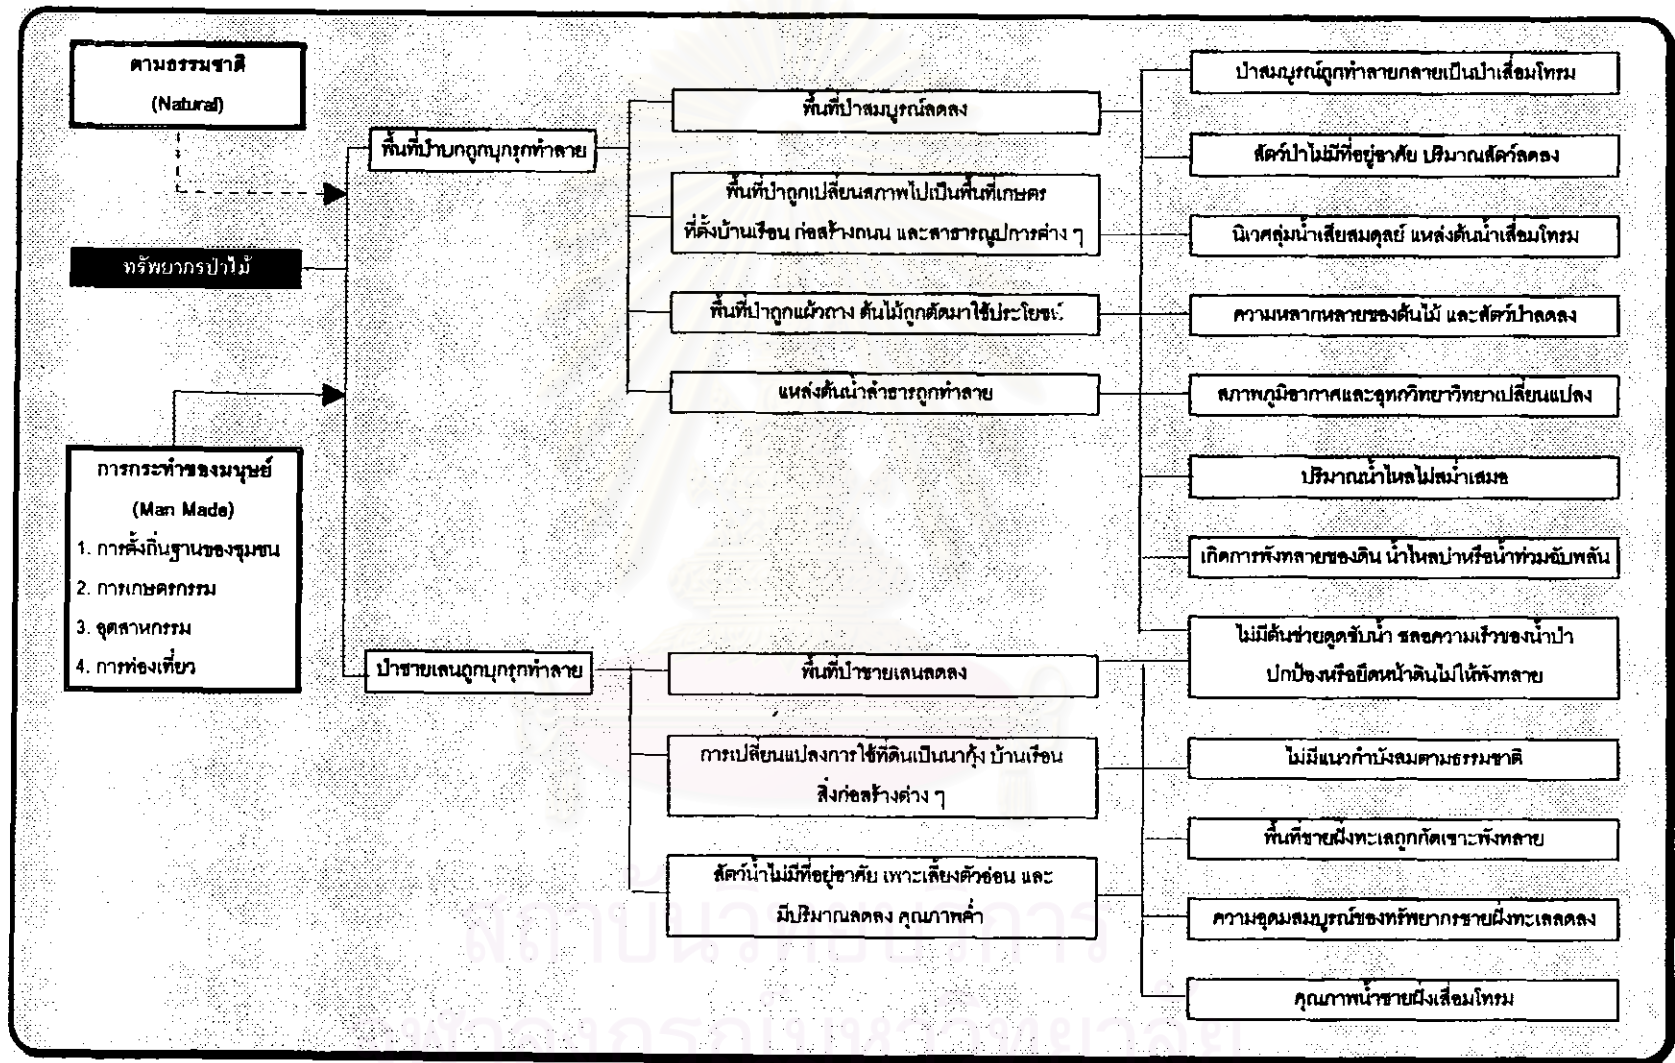 ตามธรรมชาติ
(Natural)
ทรัพยากรป่าไม้
การกระทำของมนุษย์
(Man Made)
1. การตั้งถิ่นฐานของชุมชน
2. การเกษตรกรรม
3. อุตสาหกรรม
4. การท่องเที่ยว
พื้นที่ป่าบกถูกบุกรุกทำลาย
ป่าชายเลนถูกบุกรุกทำลาย
พื้นที่ป่าสมบูรณ์ลดลง
พื้นที่ป่าถูกเปลี่ยนสภาพไปเป็นพื้นที่เกษตร
ที่ตั้งบ้านเรือน ก่อสร้างถนน และสาธารณูปการต่าง ๆ
พื้นที่ป่าถูกแผ้วถาง ต้นไม้ถูกตัดมาใช้ประโยชน์
แหล่งต้นน้ำลำธารถูกทำลาย
พื้นที่ป่าชายเลนลดลง
การเปลี่ยนแปลงการใช้ที่ดินเป็นนากุ้ง บ้านเรือน
สิ่งก่อสร้างต่าง ๆ
สัตว์น้ำไม่มีที่อยู่อาศัย เพาะเลี้ยงตัวอ่อน และ
มีปริมาณลดลง คุณภาพต่ำ
ป่าสมบูรณ์ถูกทำลายกลายเป็นป่าเสื่อมโทรม
สัตว์ป่าไม่มีที่อยู่อาศัย ปริมาณสัตว์ลดลง
นิเวศลุ่มน้ำเสียสมดุลย์ แหล่งต้นน้ำเสื่อมโทรม
ความหลากหลายของต้นไม้ และสัตว์ป่าลดลง
สภาพภูมิอากาศและอุทกวิทยาวิทยาเปลี่ยนแปลง
ปริมาณน้ำไหลไม่สม่ำเสมอ
เกิดการพังทลายของดิน น้ำไหลบ่าหรือน้ำท่วมฉับพลัน
ไม่มีต้นช่วยดูดซับน้ำ ชลอความเร็วของน้ำป่า
ปกป้องหรือยึดหน้าดินไม่ให้พังทลาย
ไม่มีแนวกำบังลมตามธรรมชาติ
พื้นที่ชายฝั่งทะเลถูกกัดเซาะพังทลาย
ความอุดมสมบูรณ์ของทรัพยากรชายฝั่งทะเลลดลง
คุณภาพน้ำชายฝั่งเสื่อมโทรม
สถาบันวิทยบริการ
จุฬาลงกรณ์มหาวิทยาลัย